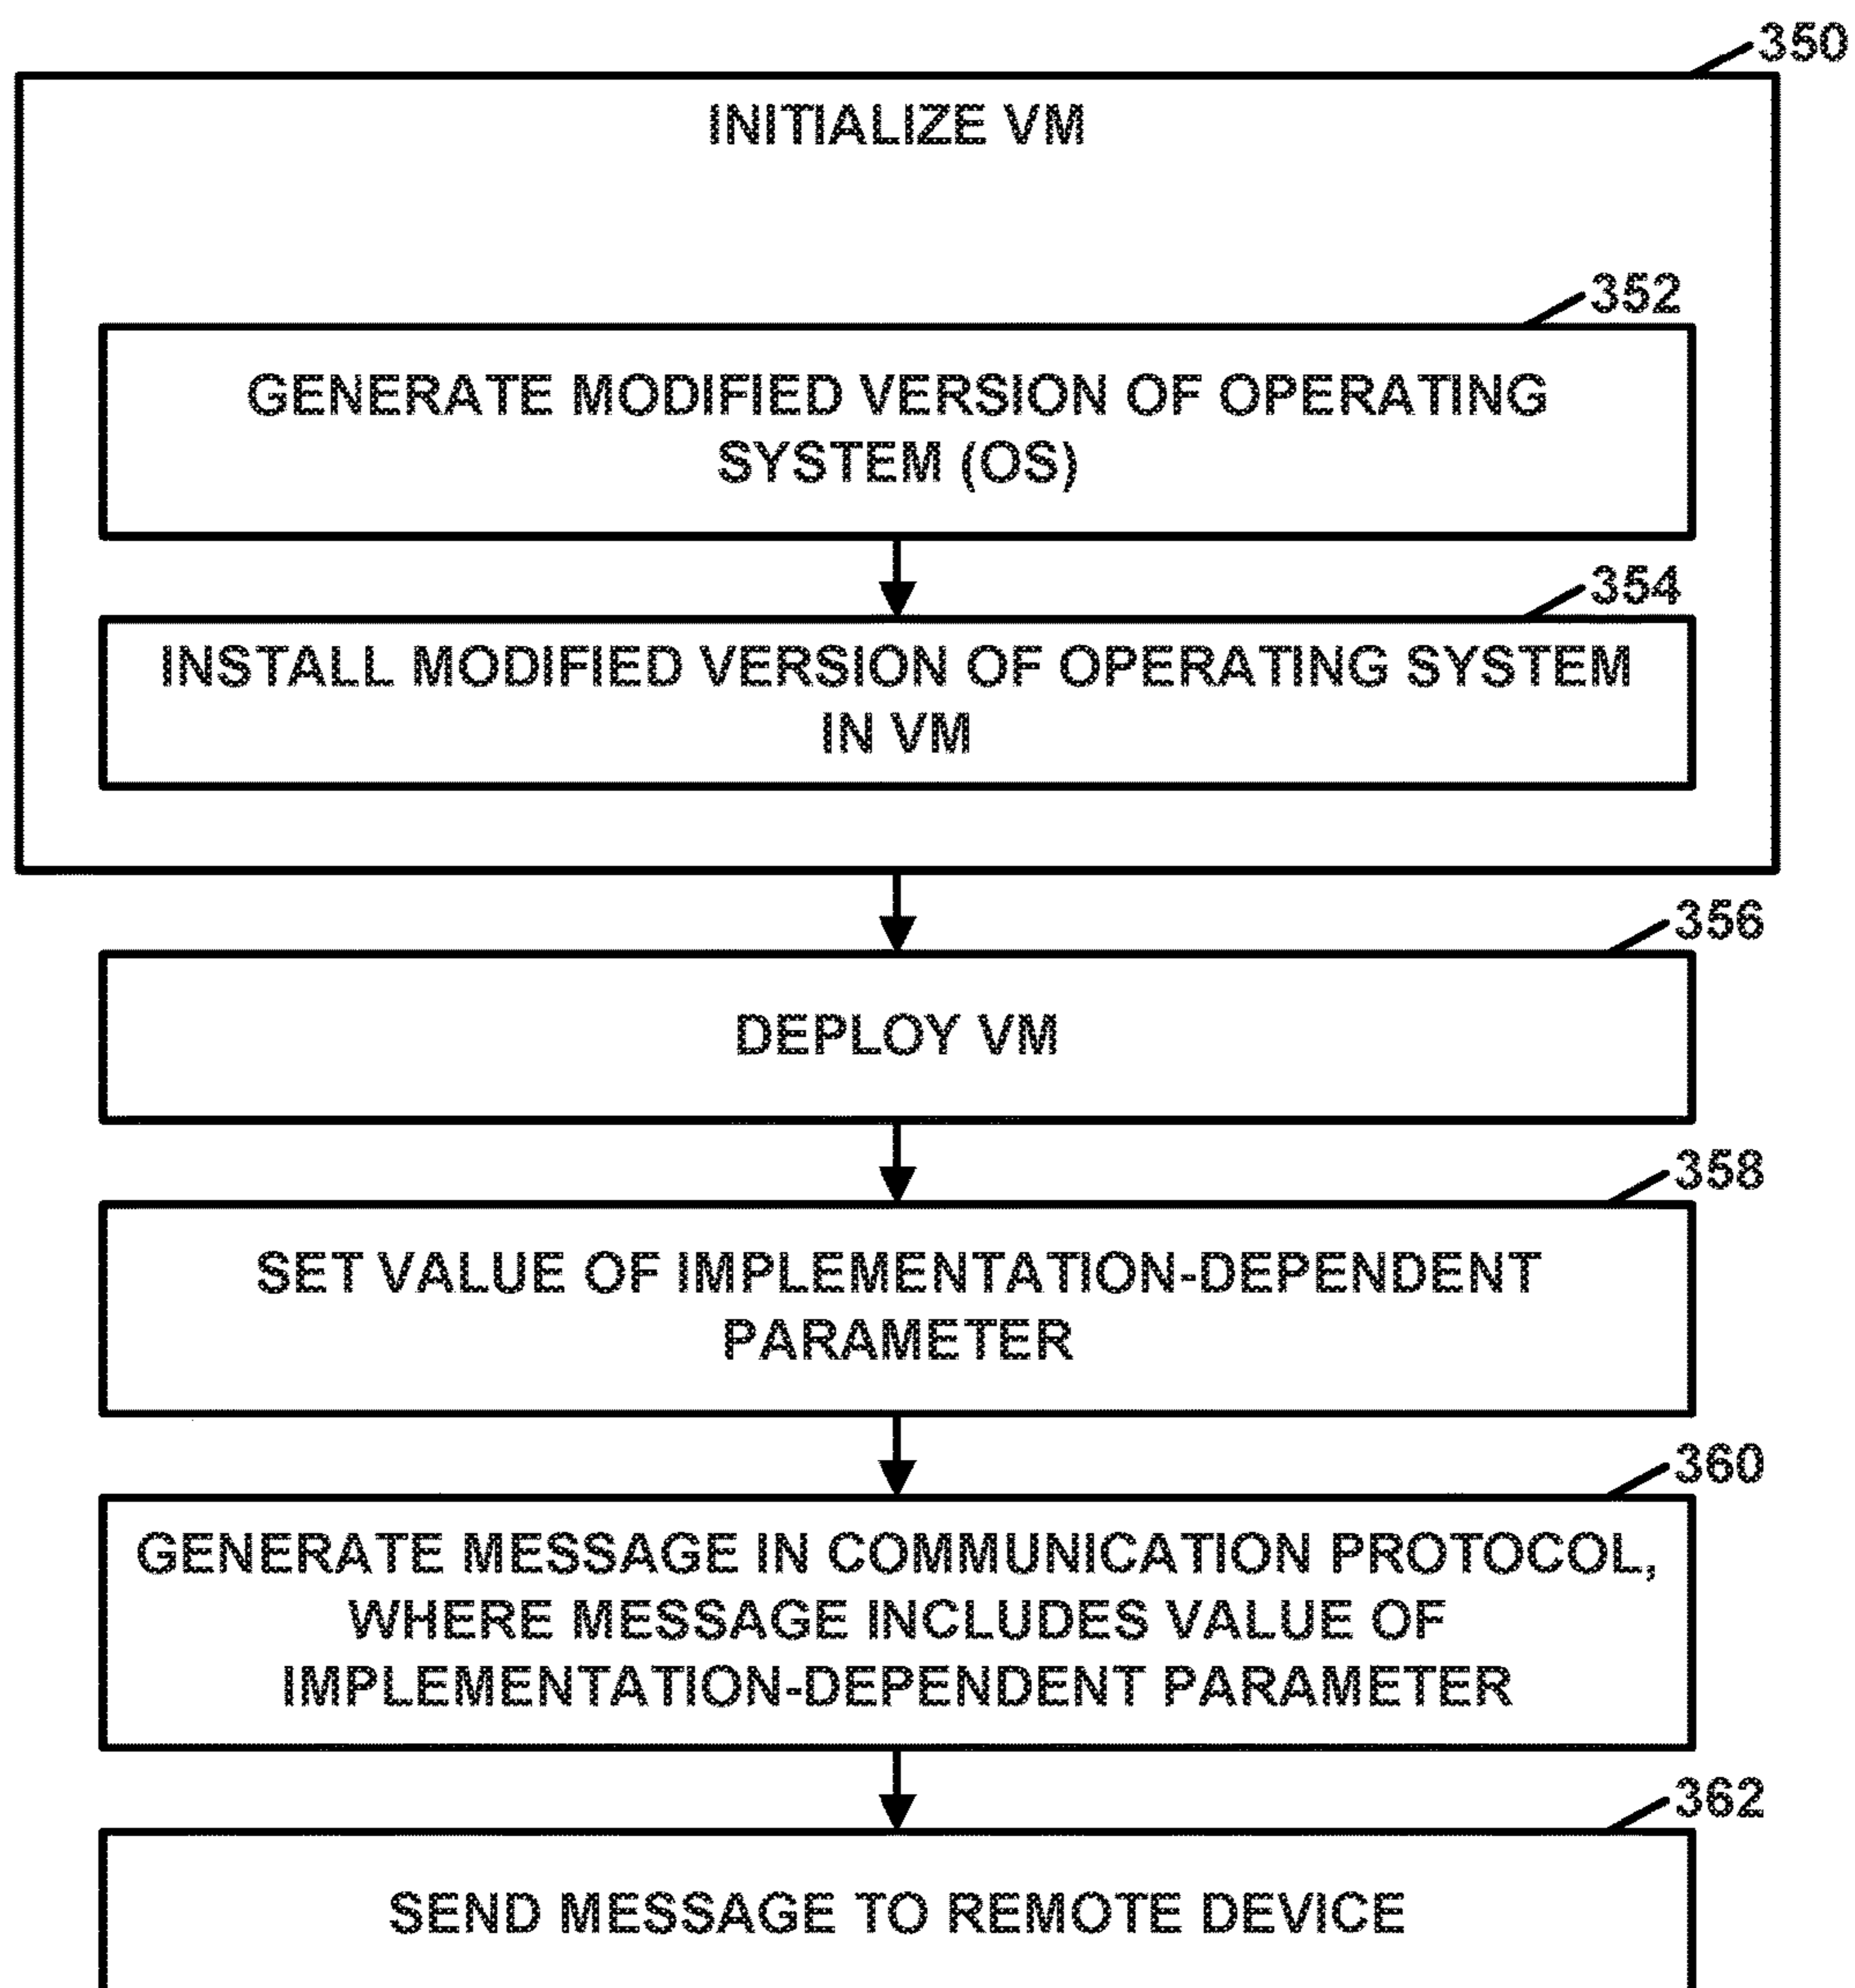 350
INITIALIZE VM
352
GENERATE MODIFIED VERSION OF OPERATING
SYSTEM (OS)
354
INSTALL MODIFIED VERSION OF OPERATING SYSTEM
IN VM
356
DEPLOY VM
358
SET VALUE OF IMPLEMENTATION-DEPENDENT
PARAMETER
360
GENERATE MESSAGE IN COMMUNICATION PROTOCOL,
WHERE MESSAGE INCLUDES VALUE OF
IMPLEMENTATION-DEPENDENT PARAMETER
362
SEND MESSAGE TO REMOTE DEVICE